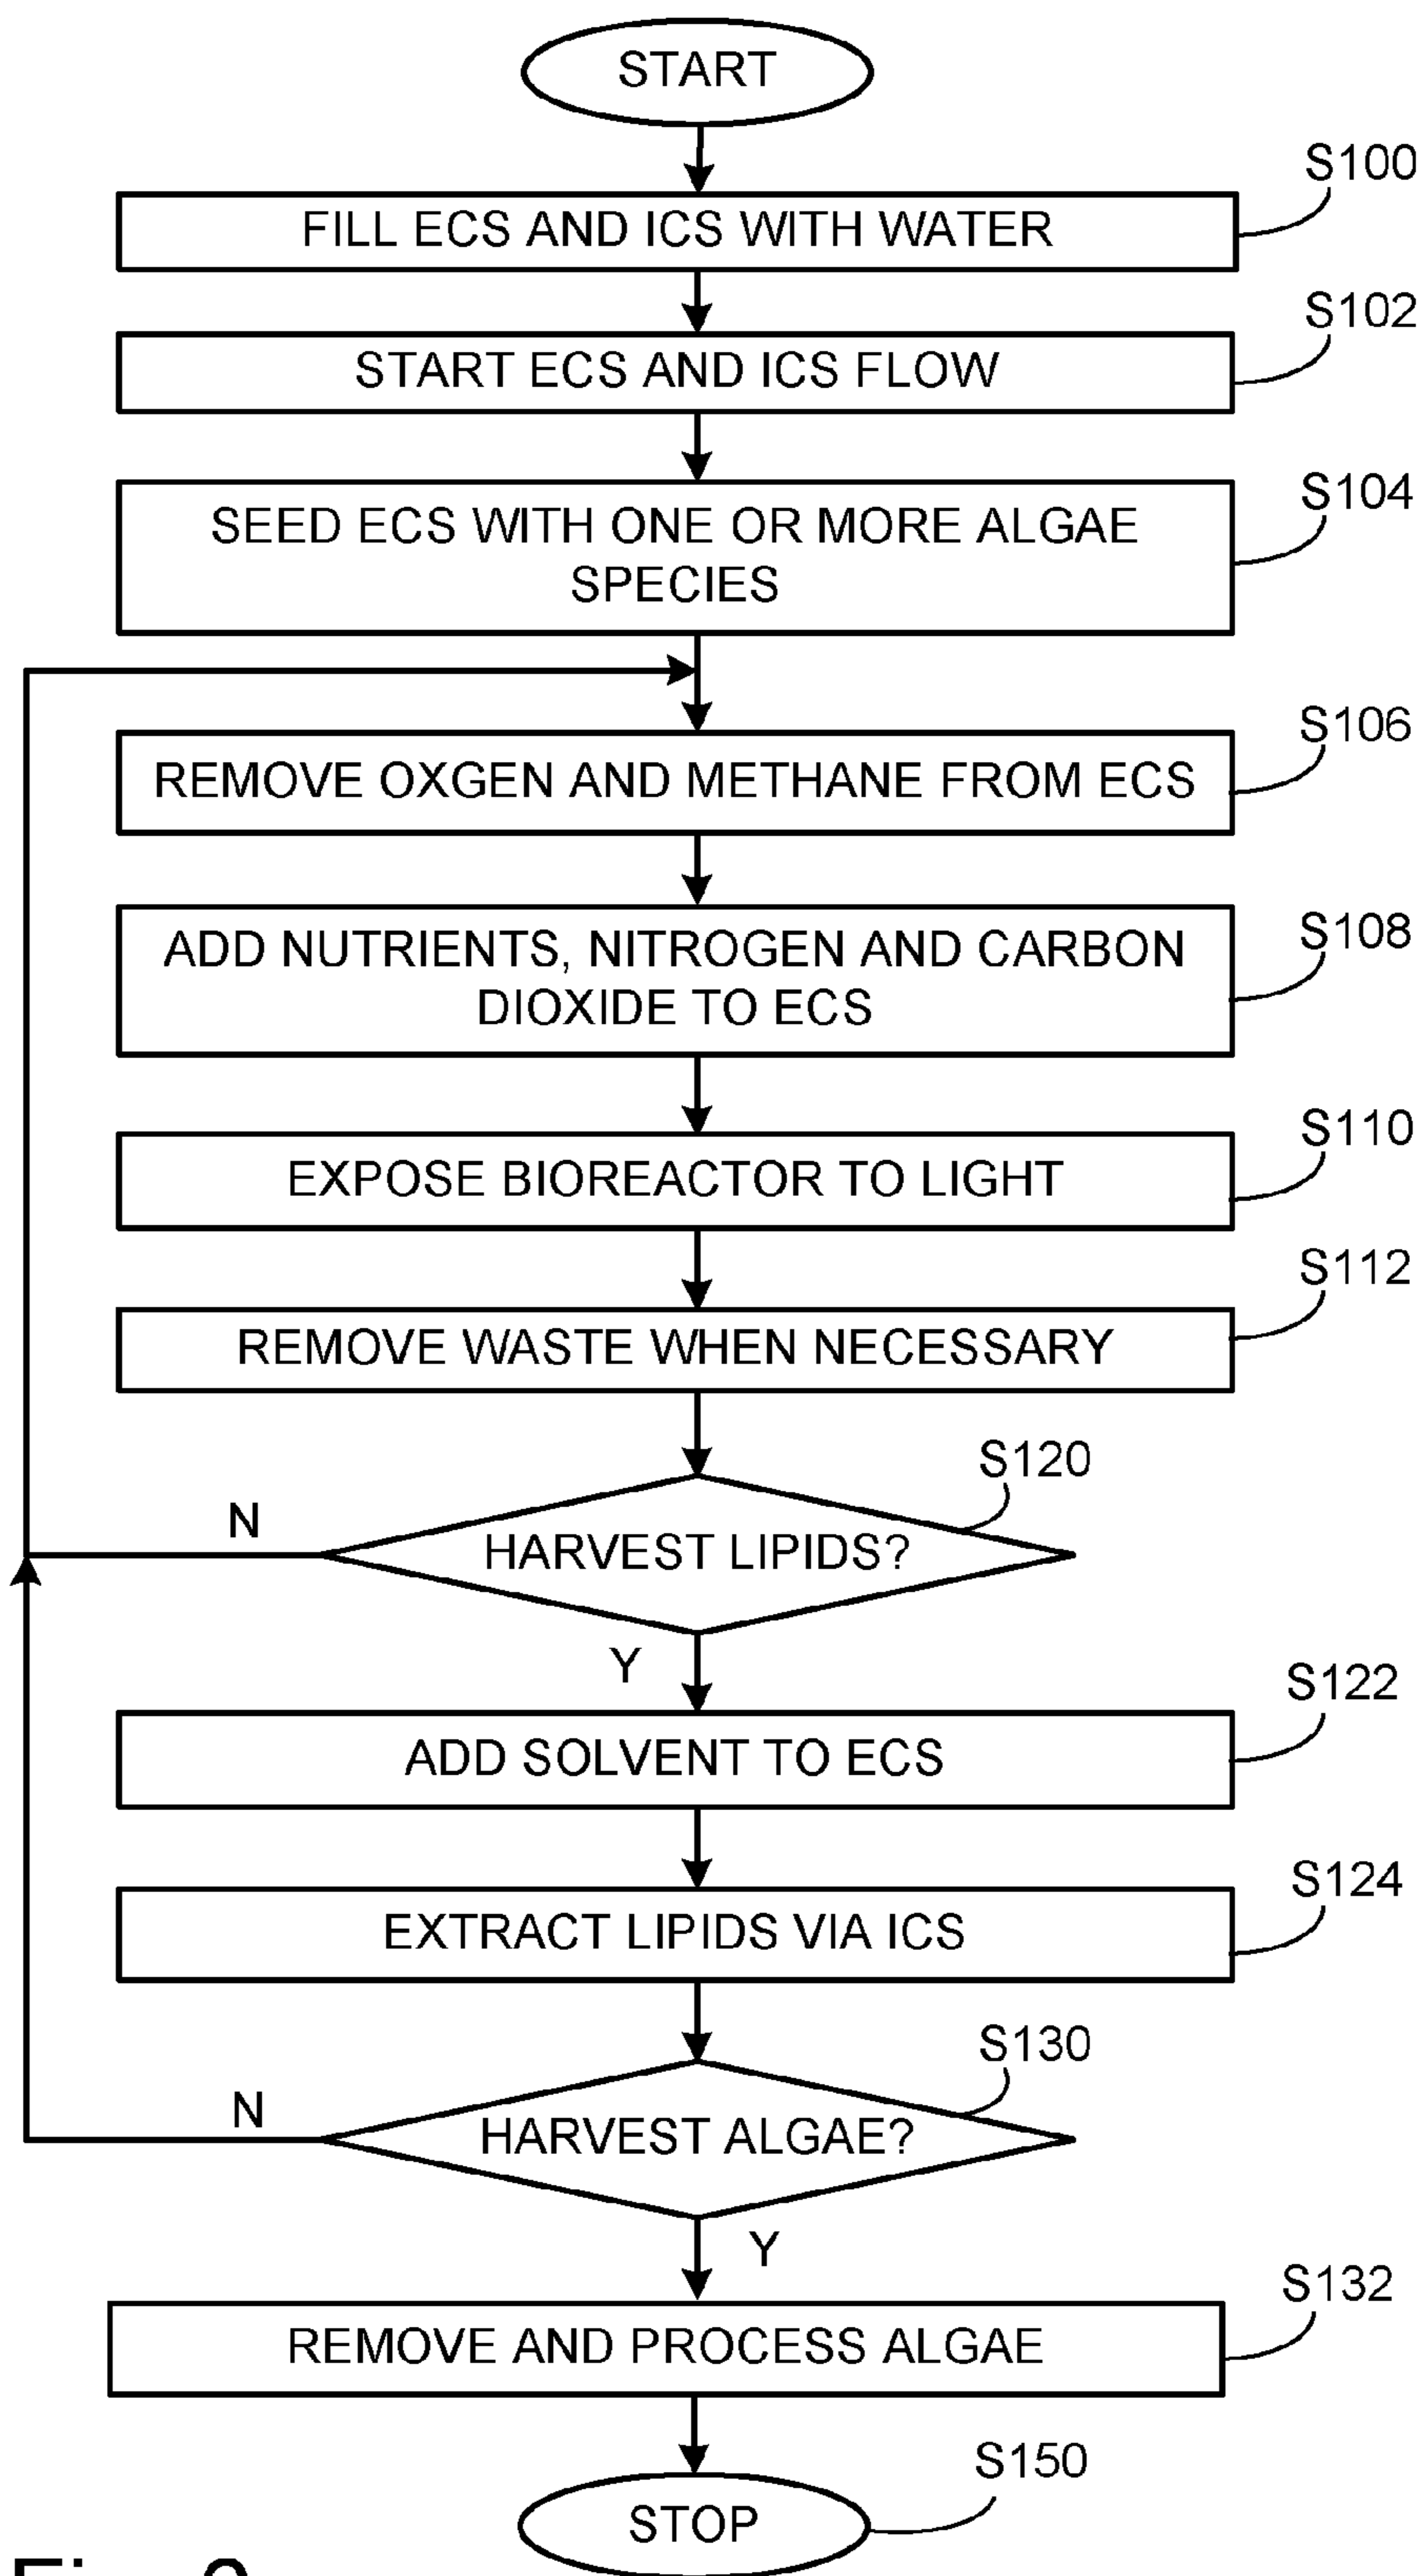 START
S100
FILL ECS AND ICS WITH WATER
S102
START ECS AND ICS FLOW
S104
SEED ECS WITH ONE OR MORE ALGAE
SPECIES
S106
REMOVE OXGEN AND METHANE FROM ECS
S108
ADD NUTRIENTS, NITROGEN AND CARBON
DIOXIDE TO ECS
S110
EXPOSE BIOREACTOR TO LIGHT
S112
REMOVE WASTE WHEN NECESSARY
S120
N
HARVEST LIPIDS?
Y
S122
ADD SOLVENT TO ECS
S124
EXTRACT LIPIDS VIA ICS
S130
N
HARVEST ALGAE?
Y
S132
REMOVE AND PROCESS ALGAE
S150
STOP